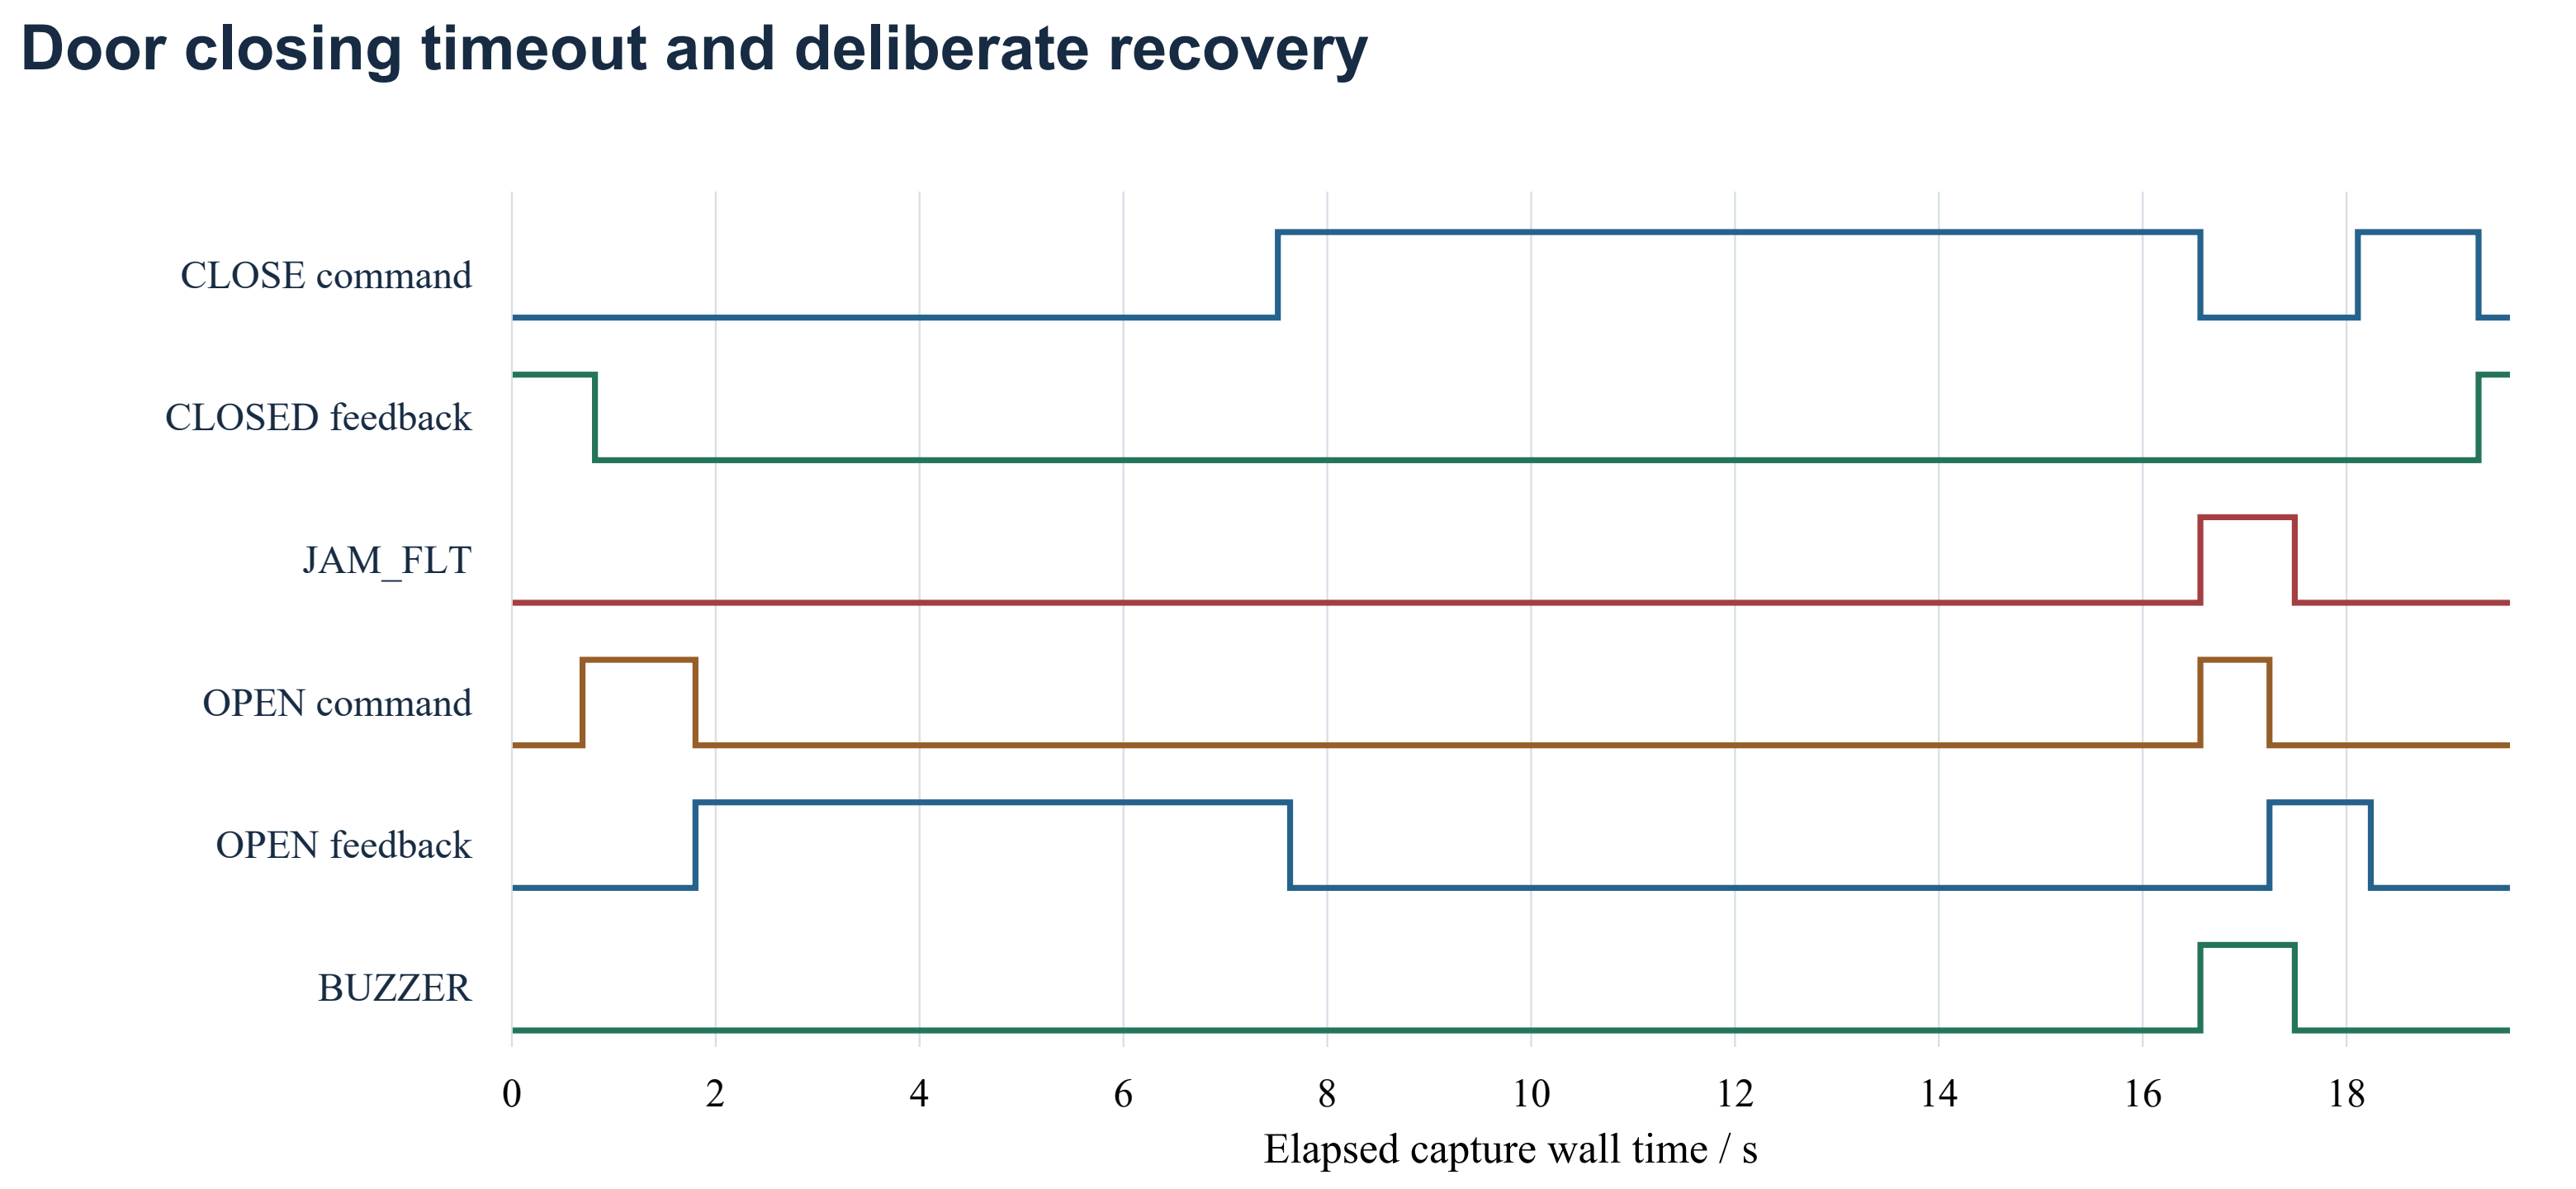 Door closing timeout and deliberate recovery
CLOSE command
CLOSED feedback
JAM_FLT
OPEN command
OPEN feedback
BUZZER
0 2 4 6 8 10 12 14 16 18
Elapsed capture wall time / s